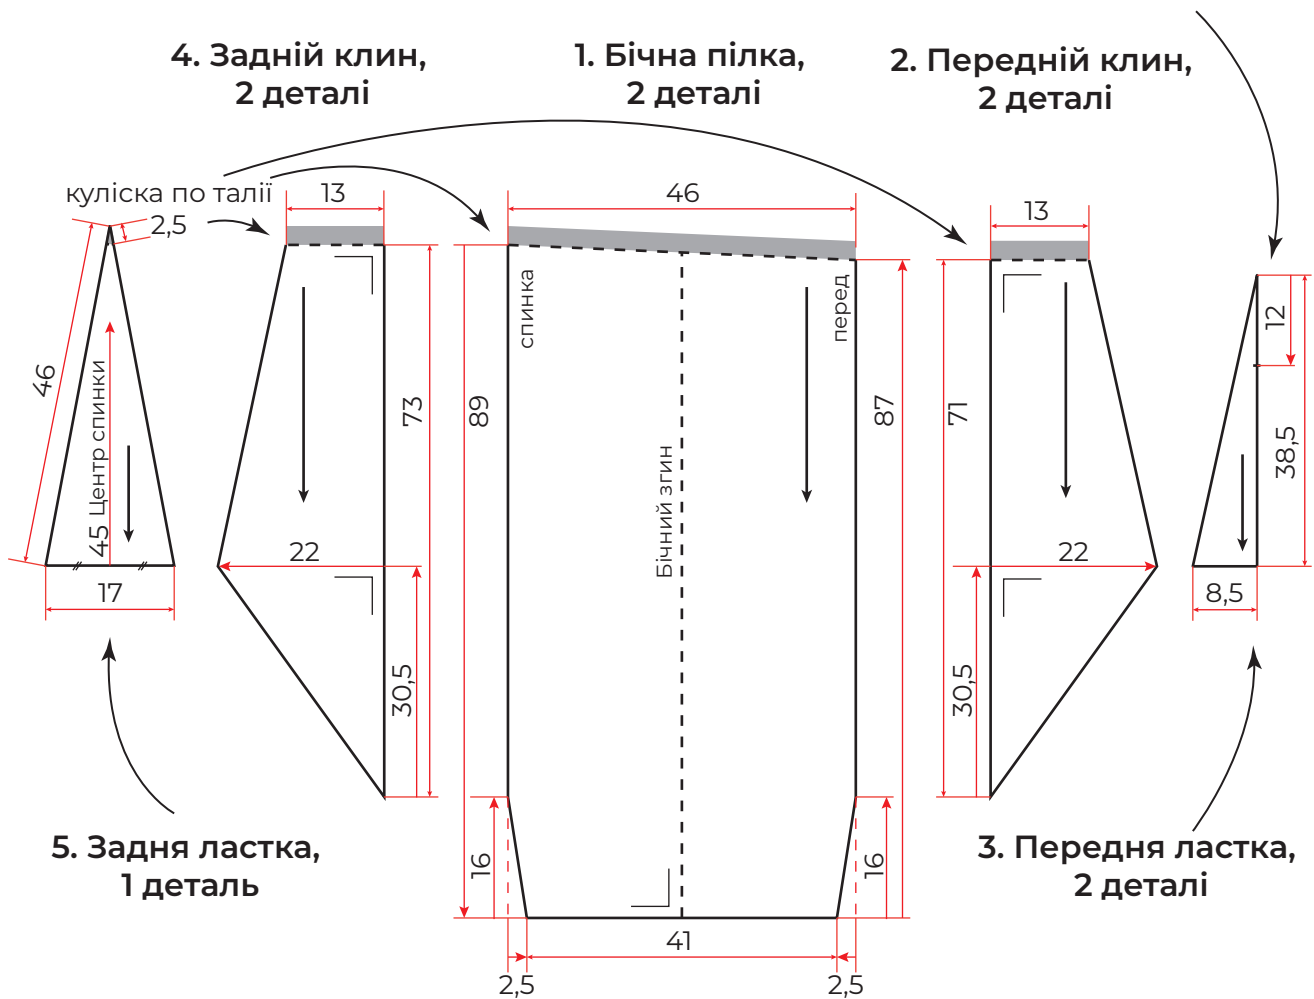 4. Задній клин,
2 деталі
1. Бічна пілка,
2 деталі
2. Передній клин,
2 деталі
куліска по талії
2,5
13
46
13
спинка
перед
12
46
Центр спинки
45
73
89
Бічний згин
87
71
38,5
22
22
17
8,5
30,5
30,5
5. Задня ластка,
1 деталь
16
16
3. Передня ластка,
2 деталі
41
2,5
2,5